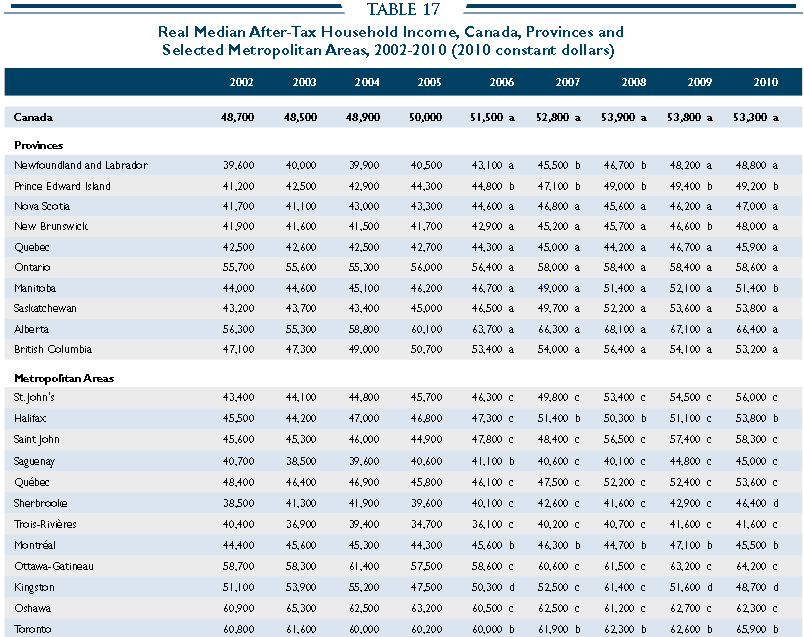 TABLE 17
Real Median After-Tax Household Income, Canada, Provinces and
Selected Metropolitan Areas, 2002-2010 (2010 constant dollars)
2002 2003 2004 2005 2006 2007 2008 2009 2010
Canada 48,700 48,500 48,900 50,000 51,500 a 52,800 a 53,900 a 53,800 a 53,300 a
Provinces
Newfoundland and Labrador 39,600 40,000 39,900 40,500 43,100 a 45,500 b 46,700 b 48,200 a 48,800 a
Prince Edward Island 41,200 42,500 42,900 44,300 44,800 b 47,100 b 49,000 b 49,400 b 49,200 b
Nova Scotia 41,700 41,100 43,000 43,300 44,600 a 46,800 a 45,600 a 46,200 a 47,000 a
New Brunswick 41,900 41,600 41,500 41,700 42,900 a 45,200 a 45,700 a 46,600 b 48,000 a
Quebec 42,500 42,600 42,500 42,700 44,300 a 45,000 a 44,200 a 46,700 a 45,900 a
Ontario 55,700 55,600 55,300 56,000 56,400 a 58,000 a 58,400 a 58,400 a 58,600 a
Manitoba 44,000 44,600 45,100 46,200 46,700 a 49,000 a 51,400 a 52,100 a 51,400 b
Saskatchewan 43,200 43,700 43,400 45,000 46,500 a 49,700 a 52,200 a 53,600 a 53,800 a
Alberta 56,300 55,300 58,800 60,100 63,700 a 66,300 a 68,100 a 67,100 a 66,400 a
British Columbia 47,100 47,300 49,000 50,700 53,400 a 54,000 a 56,400 a 54,100 a 53,200 a
Metropolitan Areas
St. John's 43,400 44,100 44,800 45,700 46,300 c 49,800 c 53,400 c 54,500 c 56,000 c
Halifax 45,500 44,200 47,000 46,800 47,300 c 51,400 b 50,300 b 51,100 c 53,800 b
Saint John 45,600 45,300 46,000 44,900 47,800 c 48,400 c 56,500 c 57,400 c 58,300 c
Saguenay 40,700 38,500 39,600 40,600 41,100 b 40,600 c 40,100 c 44,800 c 45,000 c
Québec 48,400 46,400 46,900 45,800 46,100 c 47,500 c 52,200 c 52,400 c 53,600 c
Sherbrooke 38,500 41,300 41,900 39,600 40,100 c 42,600 c 41,600 c 42,900 c 46,400 d
Trois-Rivières 40,400 36,900 39,400 34,700 36,100 c 40,200 c 40,700 c 41,600 c 41,600 c
Montréal 44,400 45,600 45,300 44,300 45,600 b 46,300 b 44,700 b 47,100 b 45,500 b
Ottawa-Gatineau 58,700 58,300 61,400 57,500 58,600 c 60,600 c 61,500 c 63,200 c 64,200 c
Kingston 51,100 53,900 55,200 47,500 50,300 d 52,500 c 61,400 c 51,600 d 48,700 d
Oshawa 60,900 65,300 62,500 63,200 60,500 c 62,500 c 61,200 c 62,700 c 62,300 c
Toronto 60,800 61,600 60,000 60,200 60,000 b 61,900 b 62,300 b 62,600 b 65,900 b